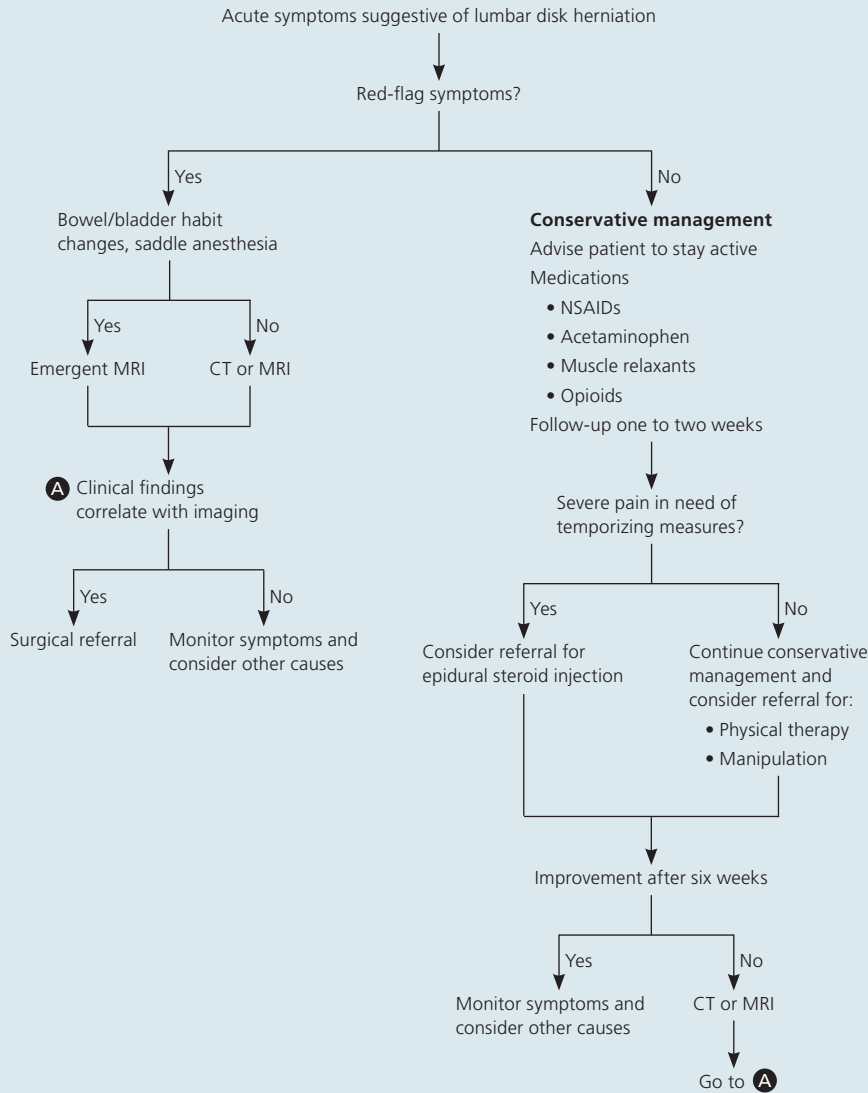 Acute symptoms suggestive of lumbar disk herniation
Red-flag symptoms?
Yes
No
Bowel/bladder habit
changes, saddle anesthesia
Yes
No
Emergent MRI
CT or MRI
A Clinical findings
correlate with imaging
Yes
No
Surgical referral
Monitor symptoms and
consider other causes
Conservative management
Advise patient to stay active
Medications
• NSAIDs
• Acetaminophen
• Muscle relaxants
• Opioids
Follow-up one to two weeks
Severe pain in need of
temporizing measures?
Yes
No
Consider referral for
epidural steroid injection
Continue conservative
management and
consider referral for:
• Physical therapy
• Manipulation
Improvement after six weeks
Yes
No
Monitor symptoms and
consider other causes
CT or MRI
Go to A